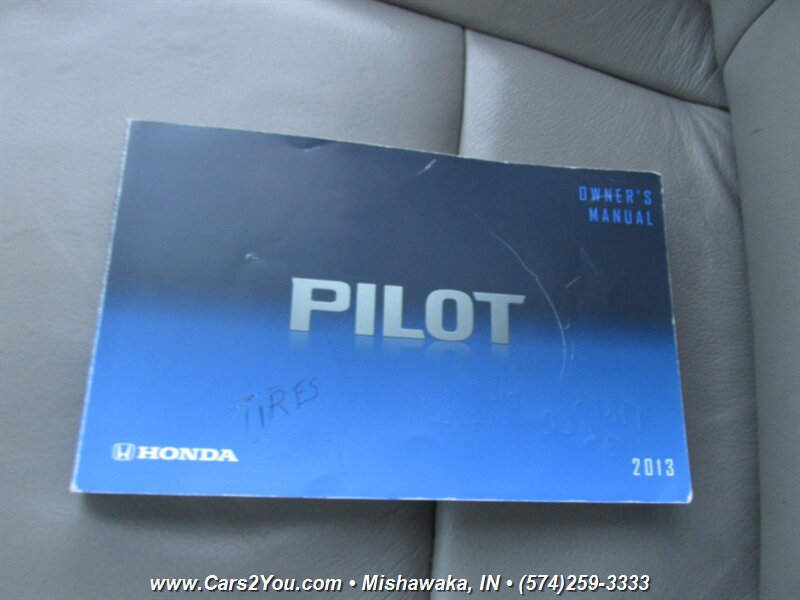 OWNER'S
MANUAL
PILOT
TIRES
HONDA
2013
www.Cars2You.com • Mishawaka, IN • (574)259-3333